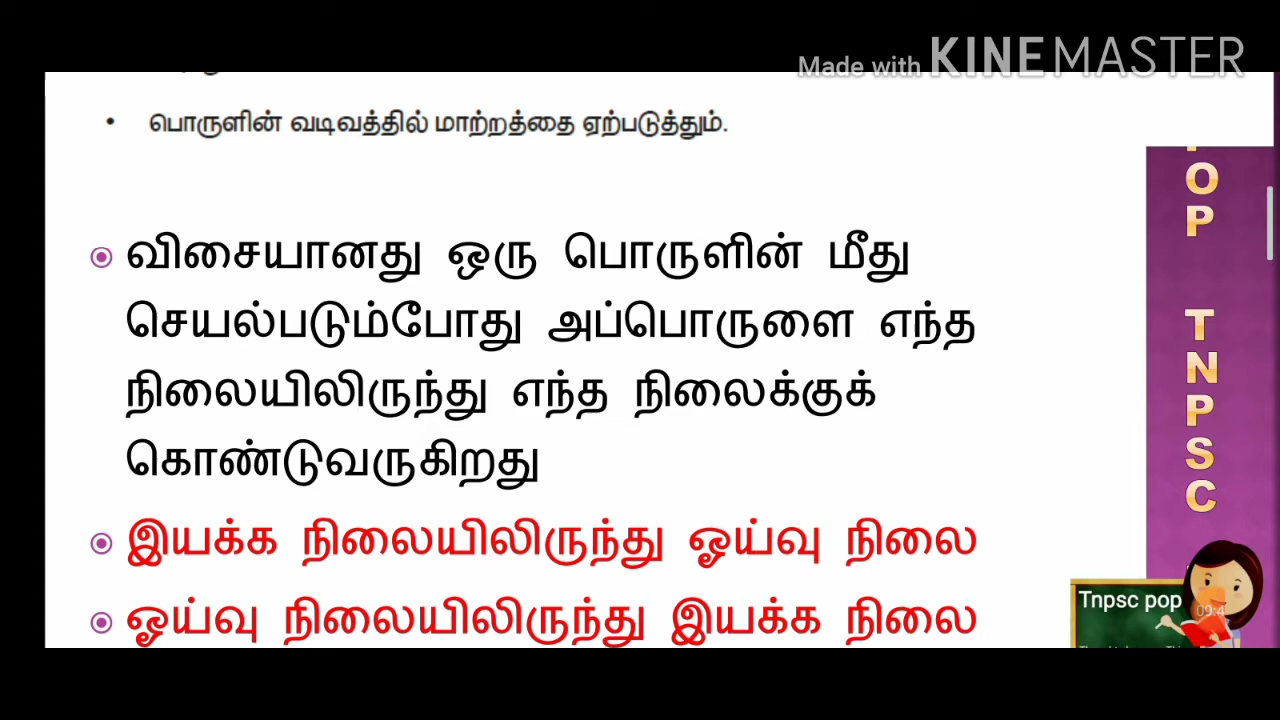 Made with KINEMASTER
• பொருளின் வடிவத்தில் மாற்றத்தை ஏற்படுத்தும்.
விசையானது ஒரு பொருளின் மீது
செயல்படும்போது அப்பொருளை எந்த
நிலையிலிருந்து எந்த நிலைக்குக்
கொண்டுவருகிறது
இயக்க நிலையிலிருந்து ஓய்வு நிலை
ஓய்வு நிலையிலிருந்து இயக்க நிலை
OP
TNPSC
Tnpsc pop